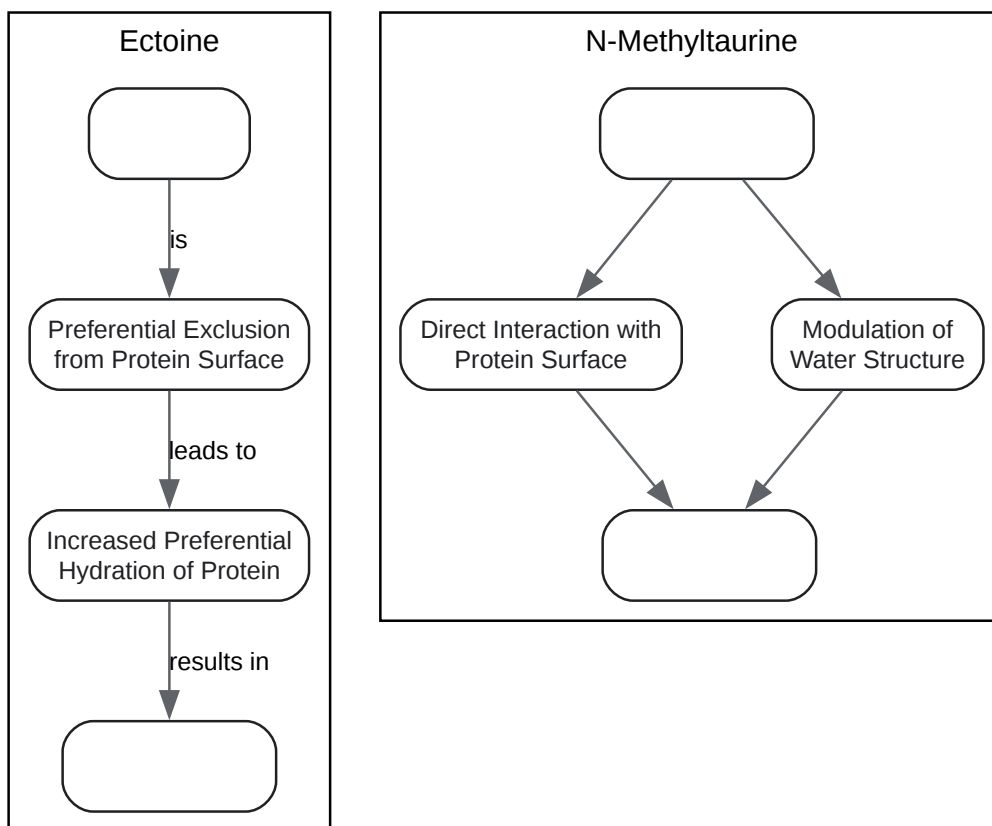 Ectoine
is
Preferential Exclusion
from Protein Surface
leads to
Increased Preferential
Hydration of Protein
results in
N-Methyltaurine
Direct Interaction with
Protein Surface
Modulation of
Water Structure